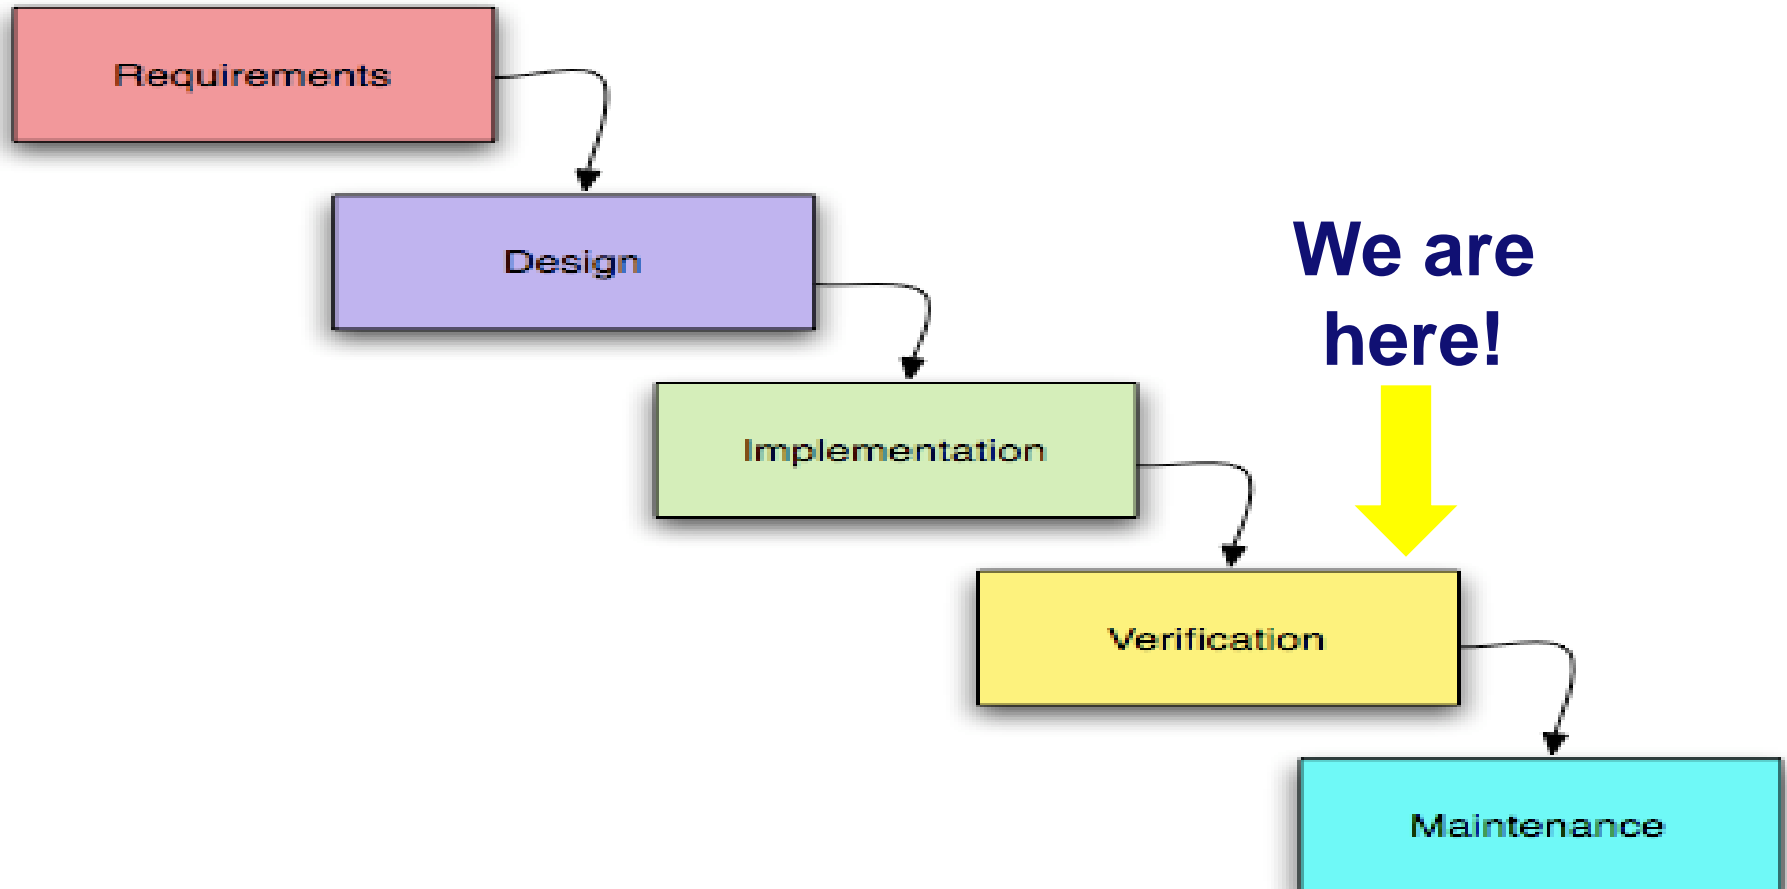 Requirements
Design
We are
here!
Implementation
Verification
Maintenance